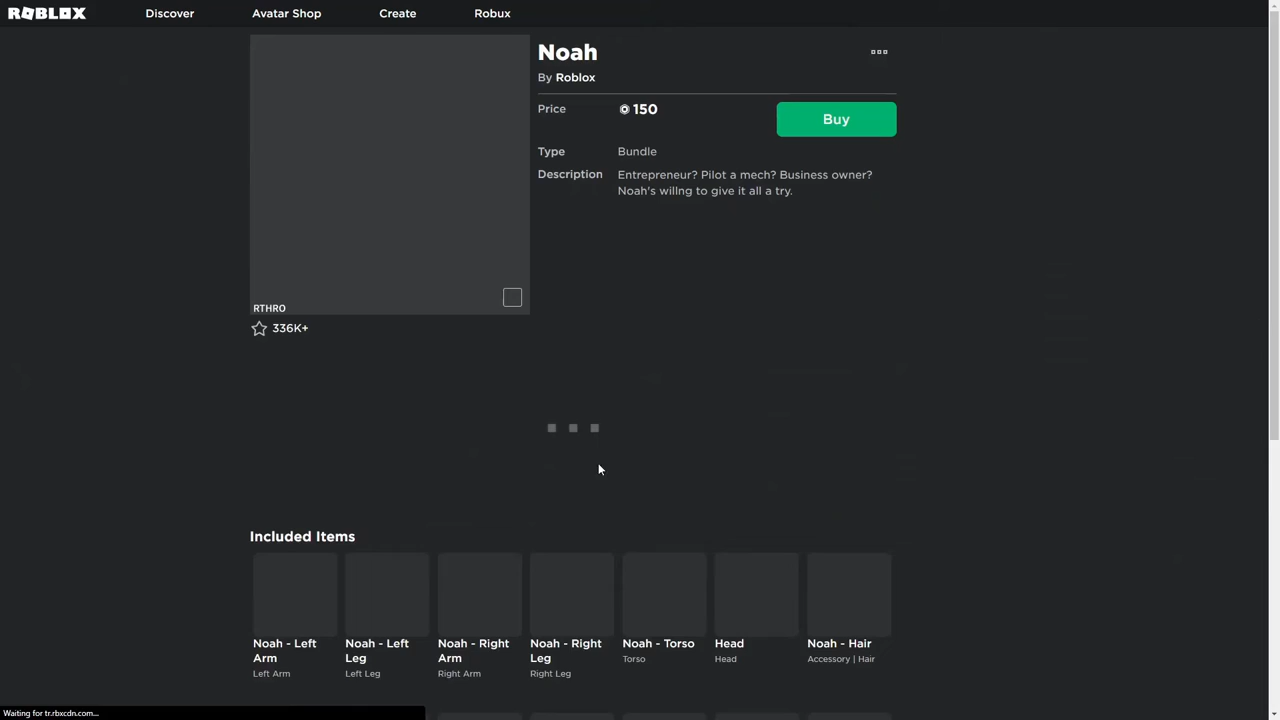 ROBLOX Discover Avatar Shop Create Robux
Noah
By Roblox
Price 150 Buy
Type Bundle
Description Entrepreneur? Pilot a mech? Business owner?
Noah's willng to give it all a try.
RTHRO
336K+
Included Items
Noah - Left Arm
Left Arm
Noah - Left Leg
Left Leg
Noah - Right Arm
Right Arm
Noah - Right Leg
Right Leg
Noah - Torso
Torso
Head
Head
Noah - Hair
Accessory | Hair
Waiting for tr.rbxcdn.com...